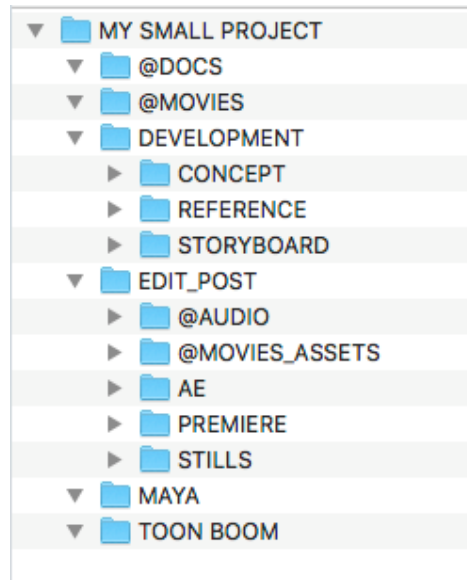 MY SMALL PROJECT
@DOCS
@MOVIES
DEVELOPMENT
CONCEPT
REFERENCE
STORYBOARD
EDIT_POST
@AUDIO
@MOVIES_ASSETS
AE
PREMIERE
STILLS
MAYA
TOON BOOM